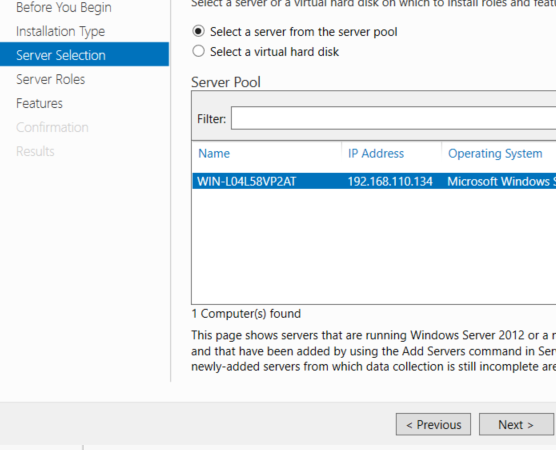 Before You Begin
Select a server or a virtual hard disk on which to install roles and
Installation Type
Select a server from the server pool
Server Selection
Select a virtual hard disk
Server Roles
Server Pool
Features
Filter:
Confirmation
Results
Name IP Address Operating System
WIN-L04L58VP2AT 192.168.110.134 Microsoft Windows
1 Computer(s) found
This page shows servers that are running Windows Server 2012 or a
and that have been added by using the Add Servers command in
newly-added servers from which data collection is still incomplete
< Previous Next >